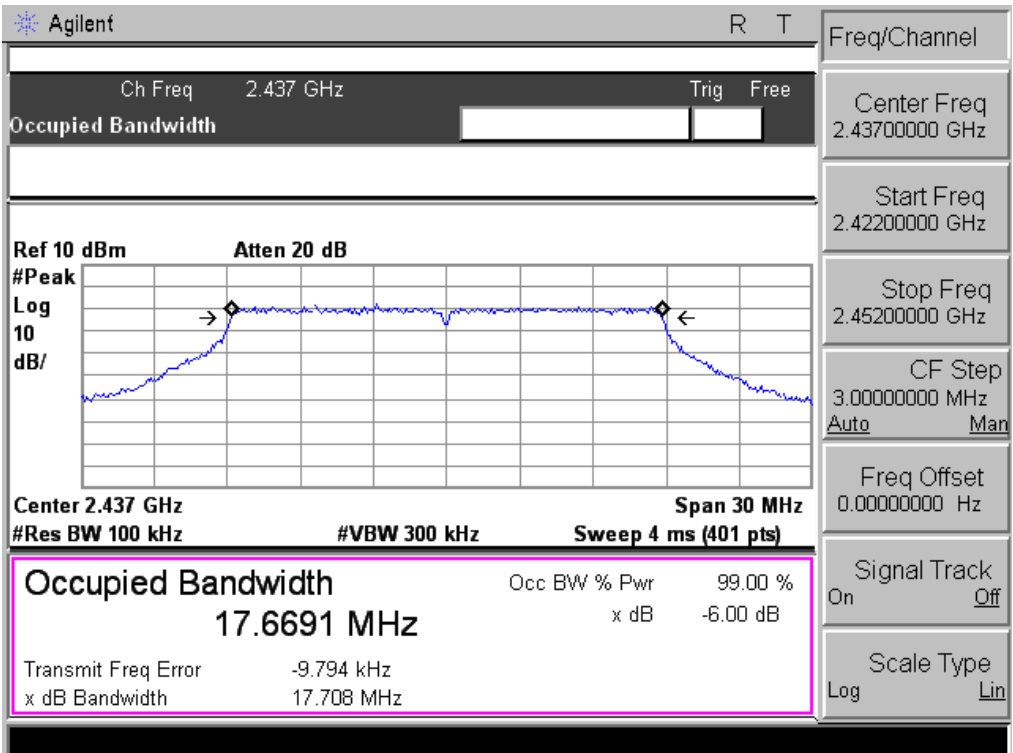 Agilent R T
Ch Freq 2.437 GHz Trig Free
Occupied Bandwidth
Ref 10 dBm Atten 20 dB
#Peak
Log
10
dB/
Center 2.437 GHz Span 30 MHz
#Res BW 100 kHz #VBW 300 kHz Sweep 4 ms (401 pts)
Occupied Bandwidth Occ BW % Pwr 99.00 %
17.6691 MHz x dB -6.00 dB
Transmit Freq Error -9.794 kHz
x dB Bandwidth 17.708 MHz
Freq/Channel
Center Freq
2.43700000 GHz
Start Freq
2.42200000 GHz
Stop Freq
2.45200000 GHz
CF Step
3.00000000 MHz
Auto Man
Freq Offset
0.00000000 Hz
Signal Track
On Off
Scale Type
Log Lin